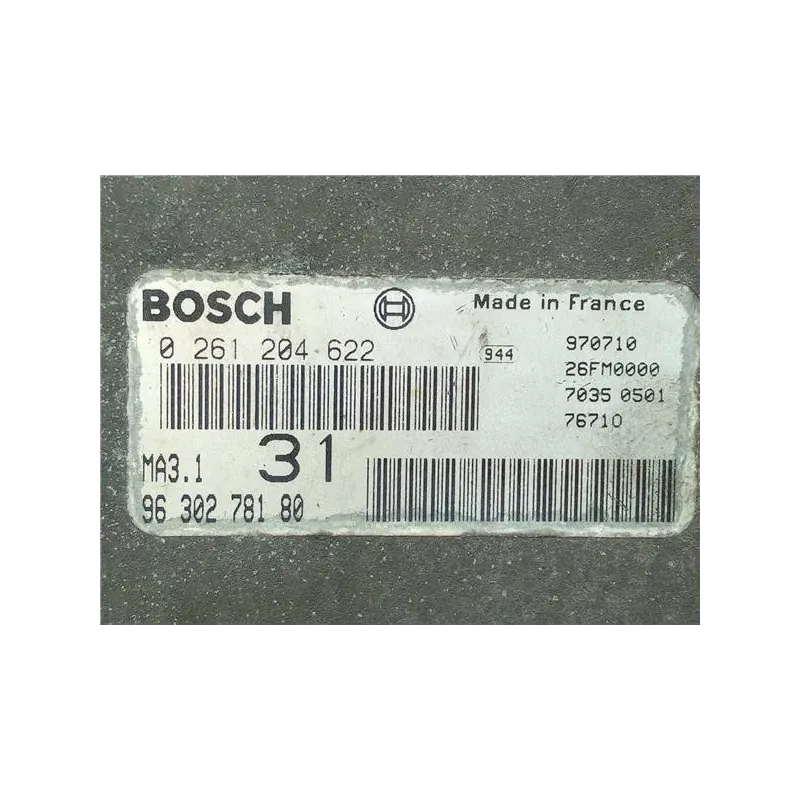 BOSCH
Made in France
0 261 204 622
944
970710
26FM0000
7035 0501
76710
MA3.1
31
96 302 781 80